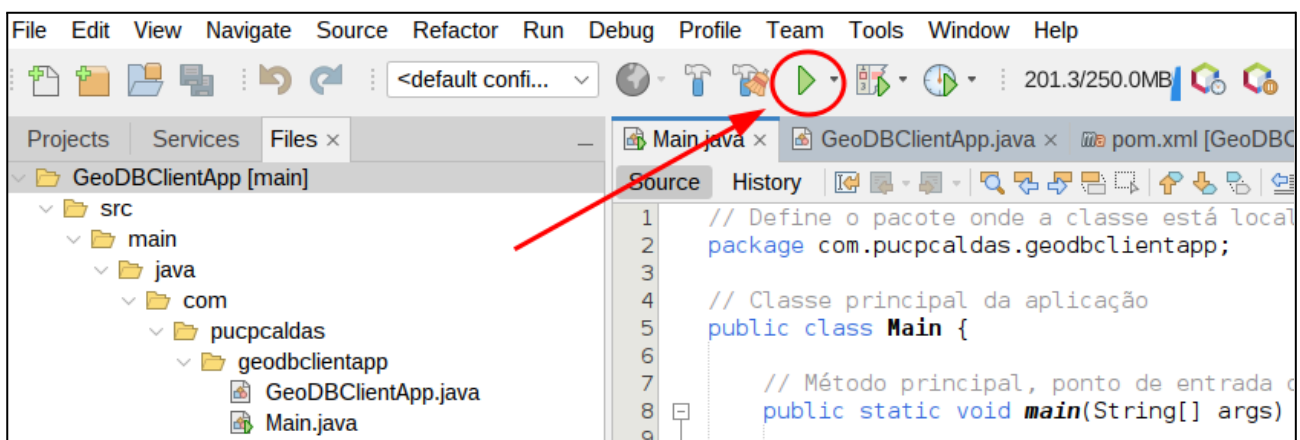 File Edit View Navigate Source Refactor Run Debug Profile Team Tools Window Help
<default confi... 201.3/250.0MB
Projects Services Files
Main.java GeoDBClientApp.java pom.xml [GeoDBC
GeoDBClientApp [main]
Source History
src
main
java
com
pucpcaldas
geodbclientapp
GeoDBClientApp.java
Main.java
1 // Define o pacote onde a classe está local
2 package com.pucpcaldas.geodbclientapp;
3
4 // Classe principal da aplicação
5 public class Main {
6
7 // Método principal, ponto de entrada
8 public static void main(String[] args)
9